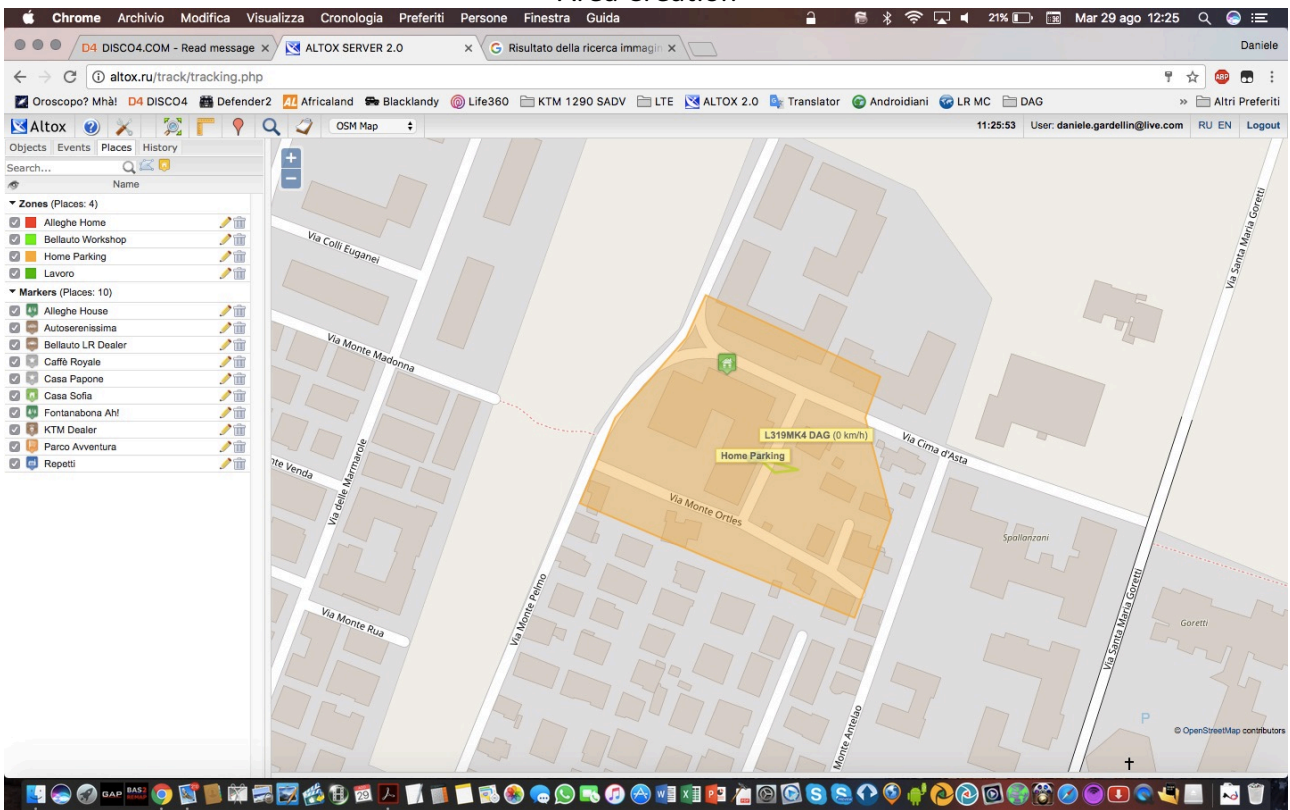 Area Creation
Chrome Archivio Modifica Visualizza Cronologia Preferiti Persone Finestra Guida 21% Mar 29 ago 12:25
D4 DISCO4.COM - Read message ALTOX SERVER 2.0 Risultato della ricerca immagin Daniele
altox.ru/track/tracking.php ABP
Oroscopo? Mhà! D4 DISCO4 Defender2 Africaland Blacklandy Life360 KTM 1290 SADV LTE ALTOX 2.0 Translator Androidiani LR MC DAG » Altri Preferiti
Altox OSM Map 11:25:53 User: daniele.gardellin@live.com RU EN Logout
Objects Events Places History
Search...
Name
Zones (Places: 4)
Alleghe Home
Bellauto Workshop
Home Parking
Lavoro
Markers (Places: 10)
Alleghe House
Autoserenissima
Bellauto LR Dealer
Caffè Royale
Casa Papone
Casa Sofia
Fontanabona Ah!
KTM Dealer
Parco Avventura
Repetti
+
−
Via Santa Maria Goretti
Via Colli Euganei
Via Monte Madonna
L319MK4 DAG (0 km/h)
Via Cima d'Asta
Home Parking
nte Venda
Via delle Marmarole
Via Monte Ortles
Spallanzani
Via Monte Pelmo
Via Monte Rua
Via Santa Maria Goretti
Goretti
Monte Antelao
P
© OpenStreetMap contributors
GAP BAS2 REMAP 29